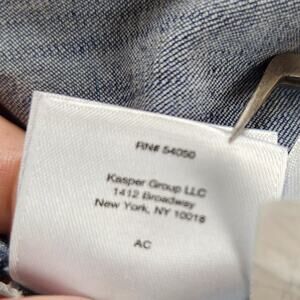 RN# 54050
Kasper Group LLC
1412 Broadway
New York, NY 10018
AC